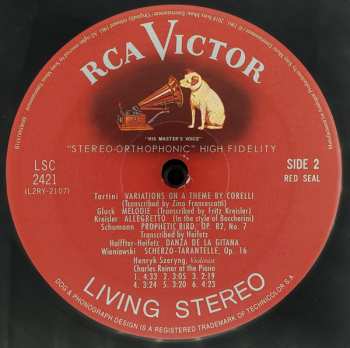 RCA VICTOR
"HIS MASTER'S VOICE"
"STEREO-ORTHOPHONIC" HIGH FIDELITY
LSC
2421
(L2RY-2107)
SIDE 2
RED SEAL
Tartini VARIATIONS ON A THEME BY CORELLI
(Transcribed by Zino Francescatti)
Gluck MELODIE (Transcribed by Fritz Kreisler)
Kreisler ALLEGRETTO (In the style of Boccherini)
Schumann PROPHETIC BIRD, OP. 82, No. 7
(Transcribed by Heifetz)
Halffter-Heifetz DANZA DE LA GITANA
Wieniawski SCHERZO-TARANTELLE, Op. 16
Henryk Szeryng, Violinist
Charles Reiner at the Piano
1. 4:33 2. 3:05 3. 2:19
4. 3:24 5. 3:20 6. 4:23
LIVING STEREO
DOG & PHONOGRAPH DESIGN IS A REGISTERED TRADEMARK OF TECHNICOLOR S.A.